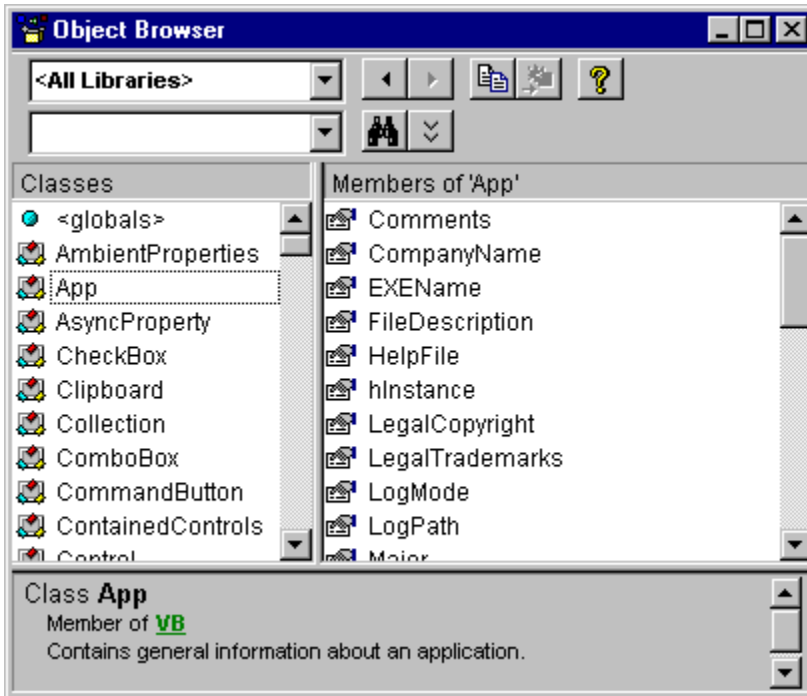 Object Browser
<All Libraries>
Classes
<globals>
AmbientProperties
App
AsyncProperty
CheckBox
Clipboard
Collection
ComboBox
CommandButton
ContainedControls
Control
Members of 'App'
Comments
CompanyName
EXEName
FileDescription
HelpFile
hInstance
LegalCopyright
LegalTrademarks
LogMode
LogPath
Major
Class App
Member of VB
Contains general information about an application.